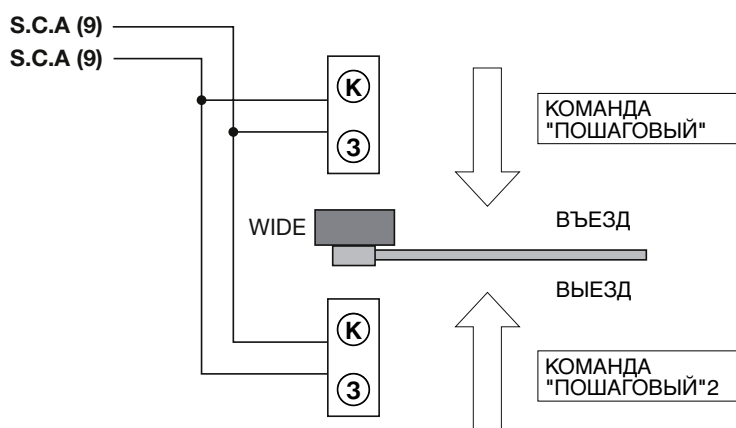 S.C.A (9)
S.C.A (9)
К
З
КОМАНДА
"ПОШАГОВЫЙ"
WIDE
ВЪЕЗД
ВЫЕЗД
К
З
КОМАНДА
"ПОШАГОВЫЙ"2